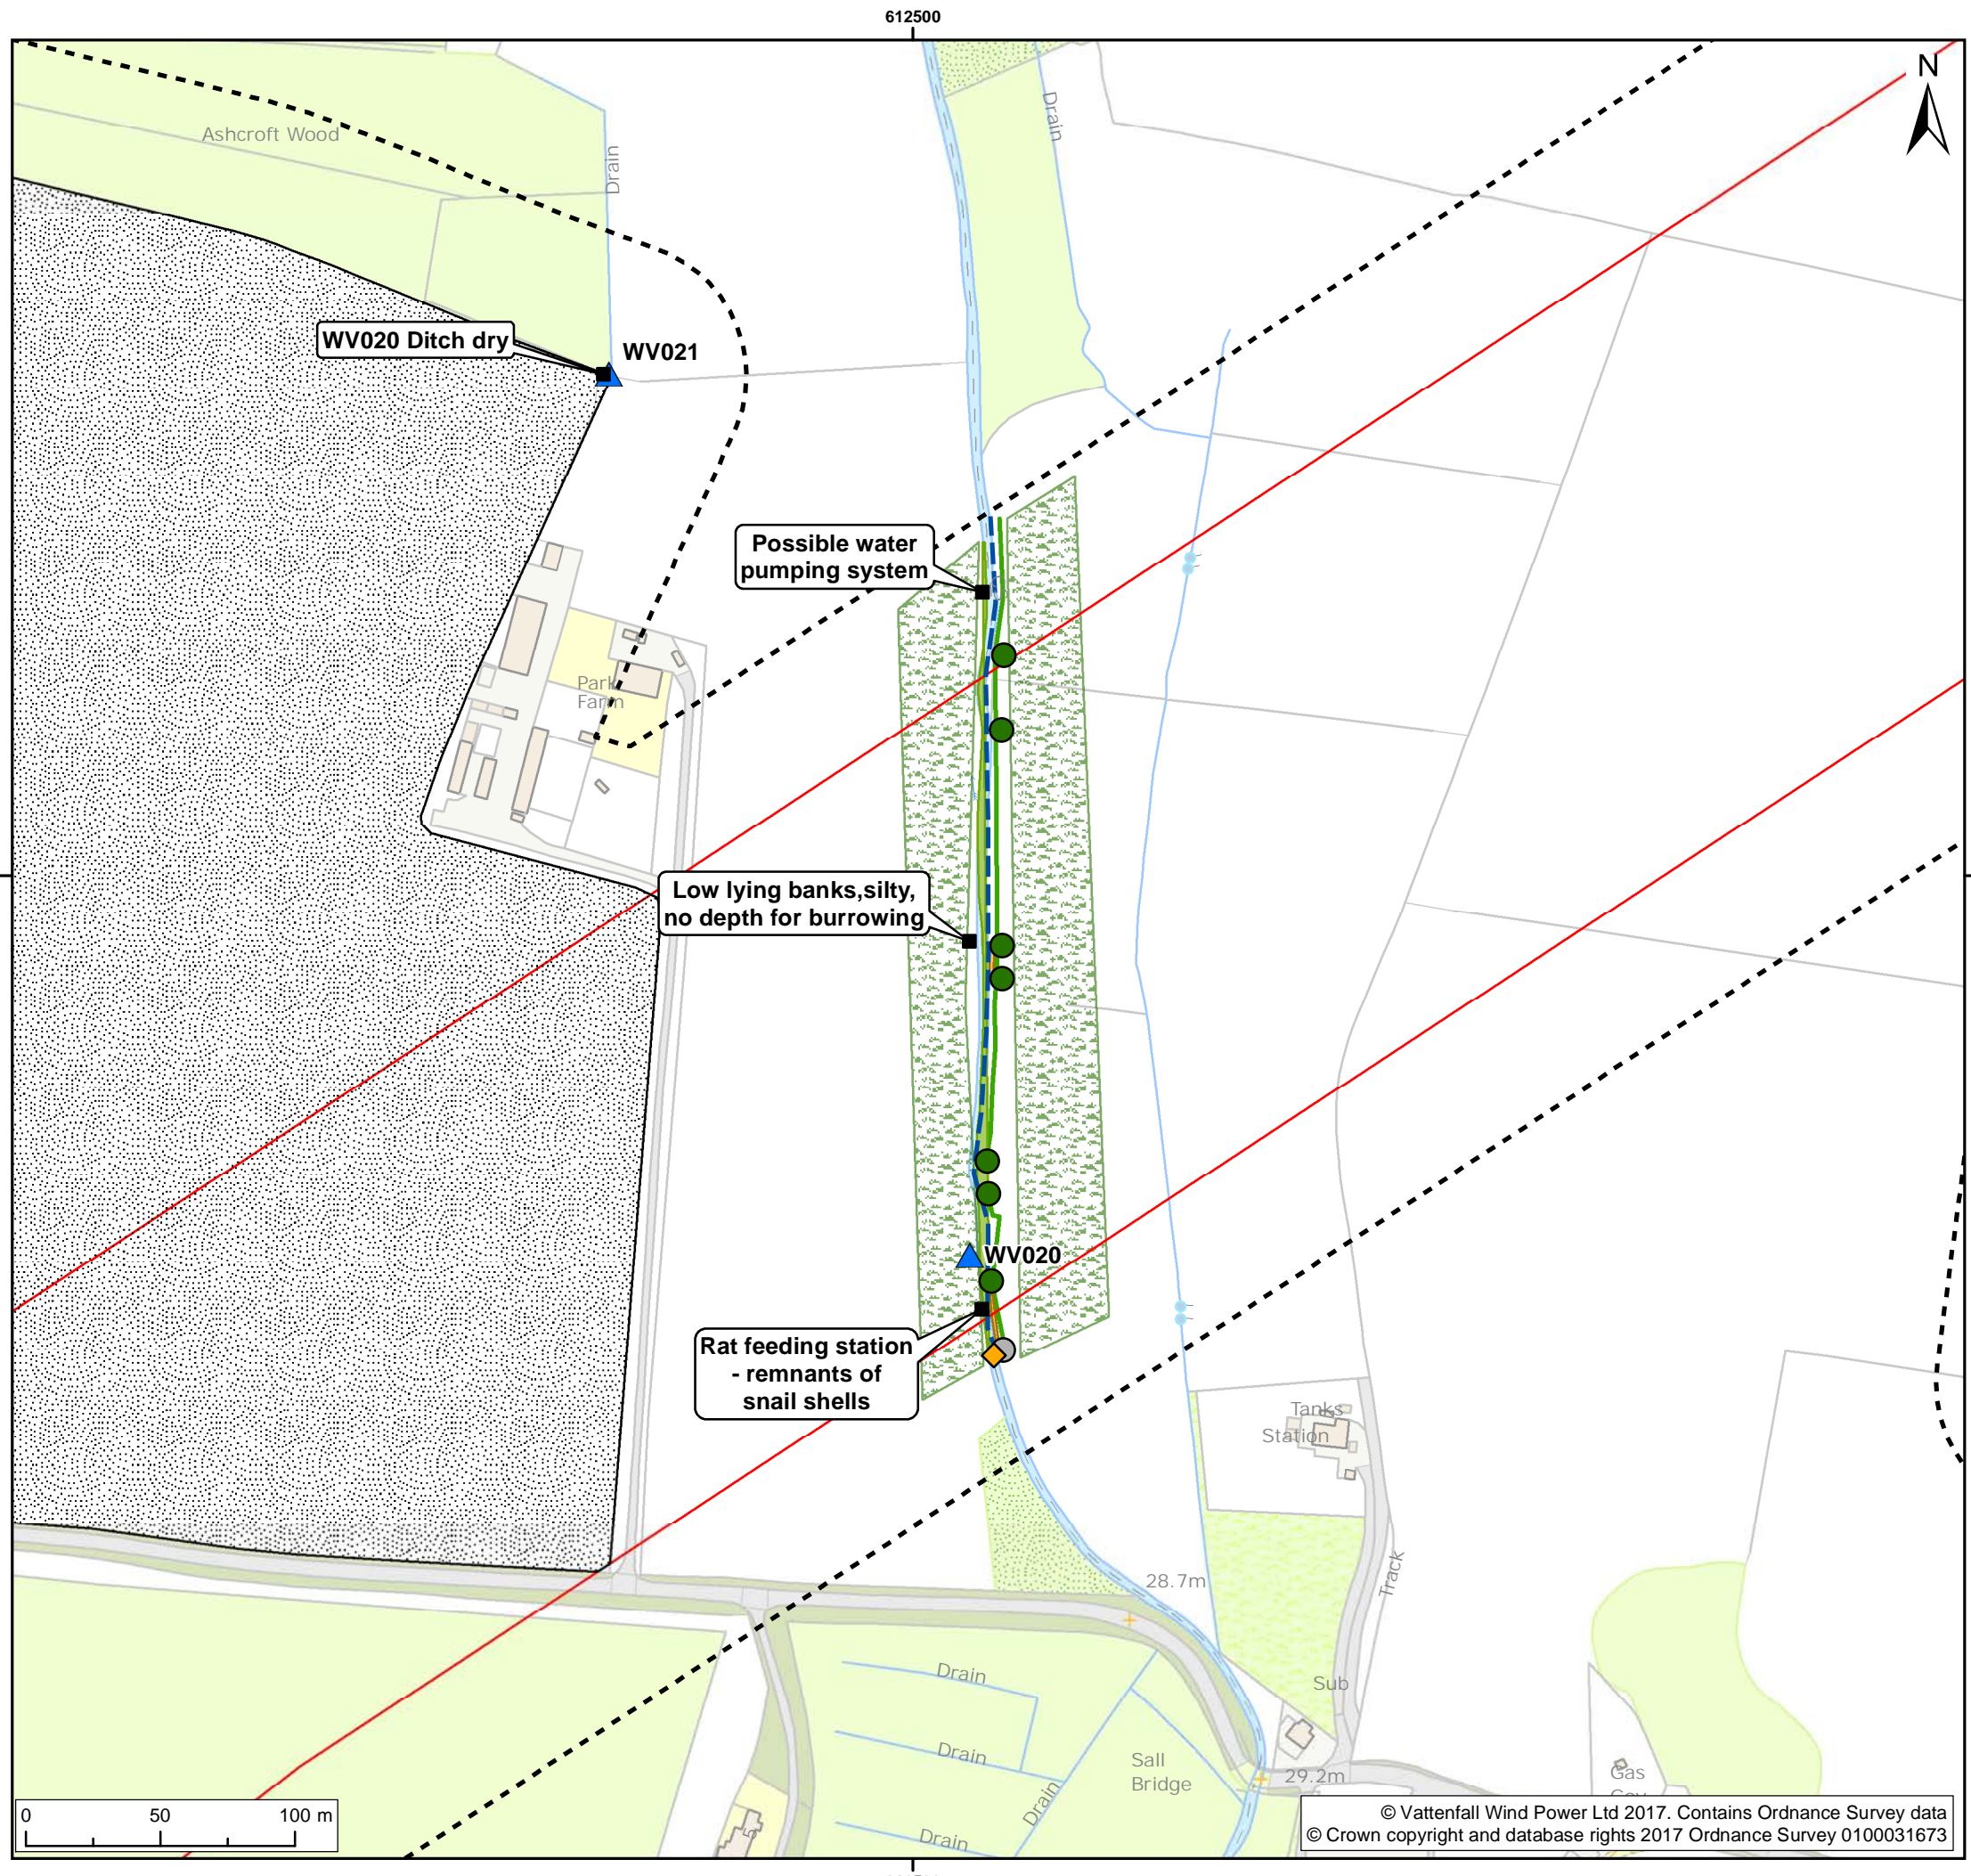 612500
N
Ashcroft Wood
Drain
Drain
WV020 Ditch dry
WV021
Possible water
pumping system
Park
Farm
Low lying banks,silty,
no depth for burrowing
WV020
Rat feeding station
- remnants of
snail shells
Tanks
Station
28.7m
Track
Drain
Sub
Drain
Sall
Bridge
Drain
29.2m
Gas
Drain
0 50 100 m
© Vattenfall Wind Power Ltd 2017. Contains Ordnance Survey data
© Crown copyright and database rights 2017 Ordnance Survey 0100031673